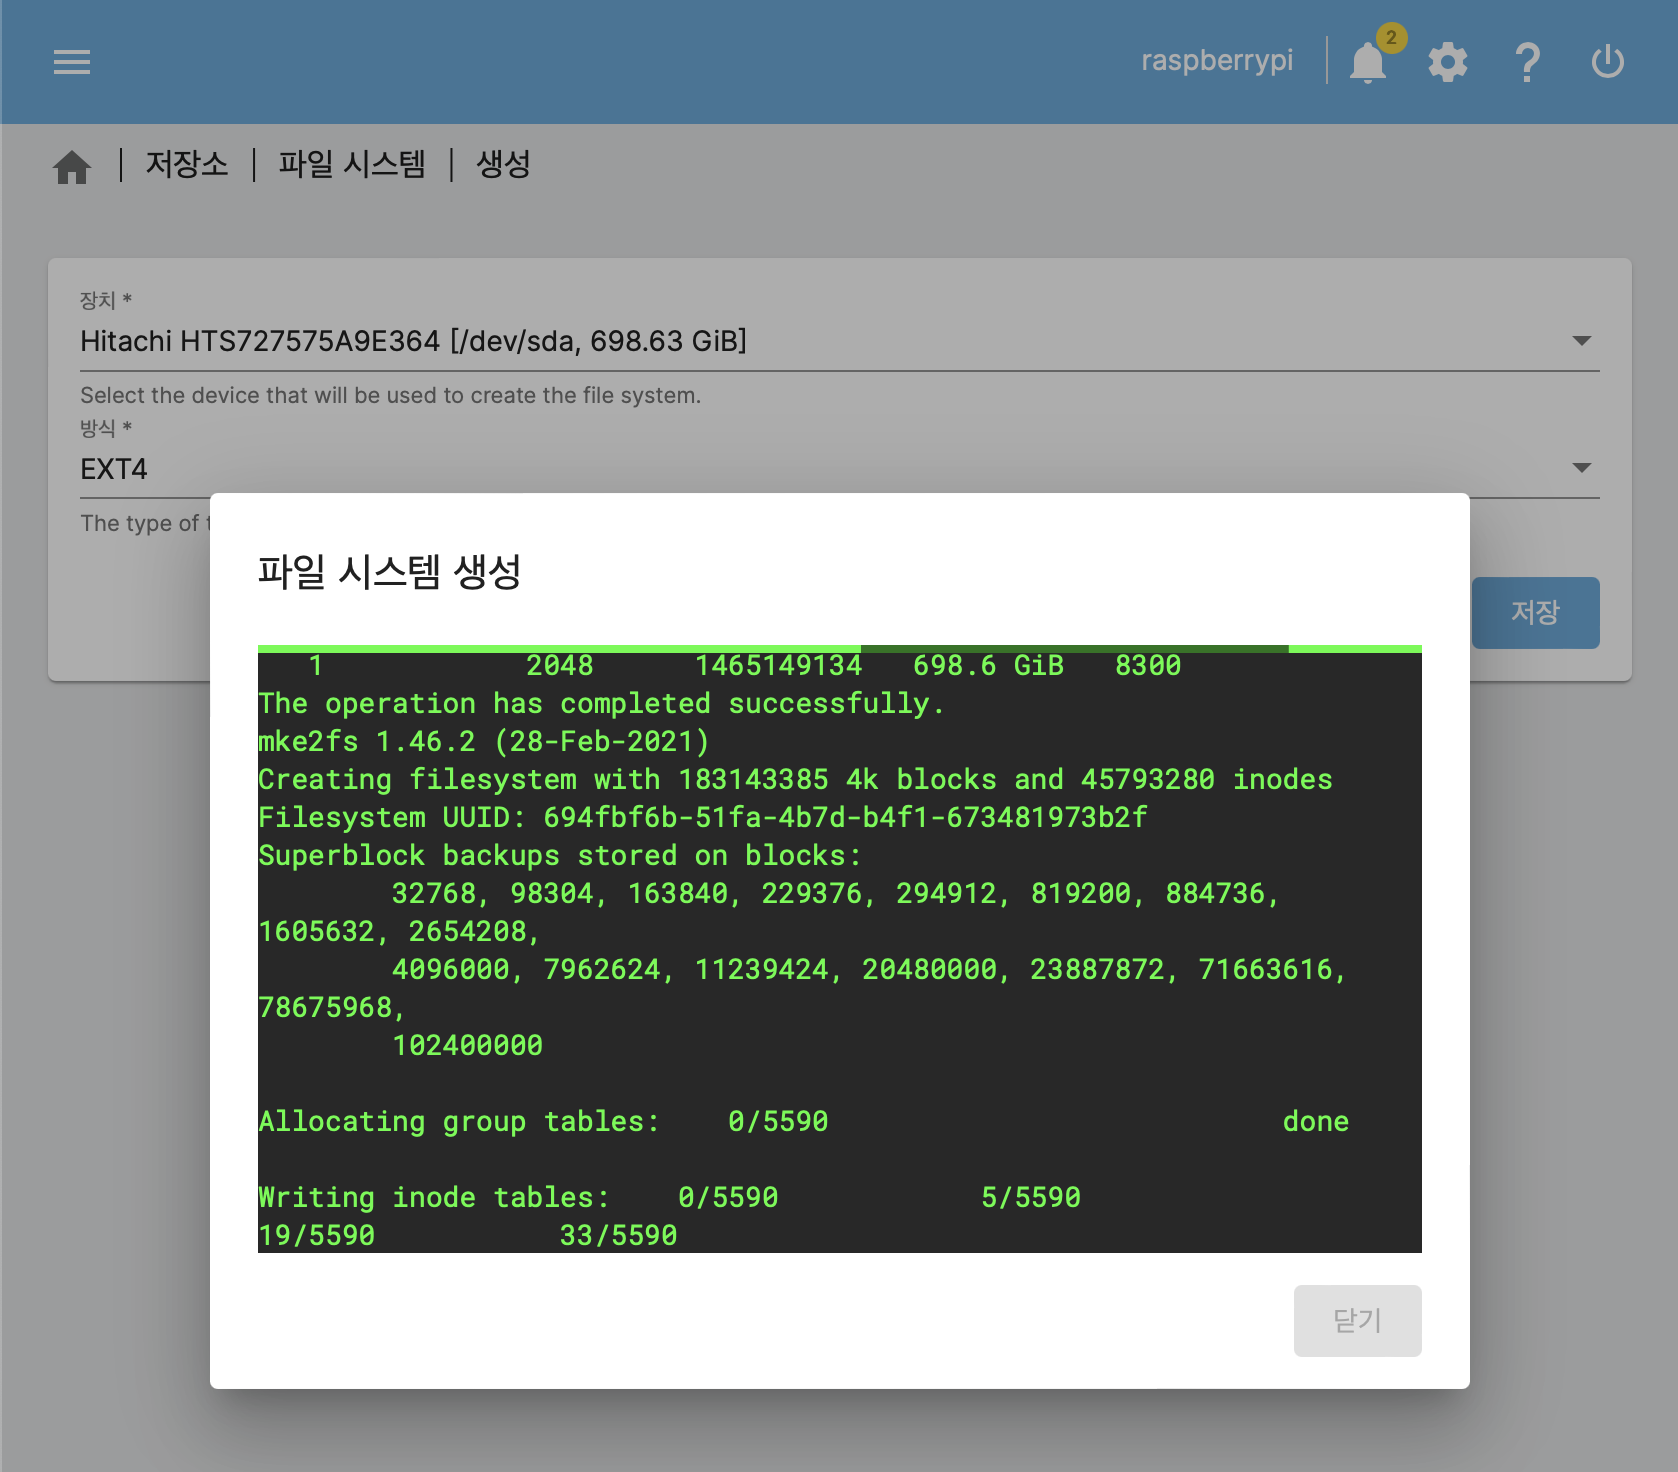 raspberrypi
2
저장소 | 파일 시스템 | 생성
장치 *
Hitachi HTS727575A9E364 [/dev/sda, 698.63 GiB]
Select the device that will be used to create the file system.
방식 *
EXT4
The type of
저장
파일 시스템 생성
1 2048 1465149134 698.6 GiB 8300
The operation has completed successfully.
mke2fs 1.46.2 (28-Feb-2021)
Creating filesystem with 183143385 4k blocks and 45793280 inodes
Filesystem UUID: 694fbf6b-51fa-4b7d-b4f1-673481973b2f
Superblock backups stored on blocks:
32768, 98304, 163840, 229376, 294912, 819200, 884736,
1605632, 2654208,
4096000, 7962624, 11239424, 20480000, 23887872, 71663616,
78675968,
102400000
Allocating group tables: 0/5590 done
Writing inode tables: 0/5590 5/5590
19/5590 33/5590
닫기